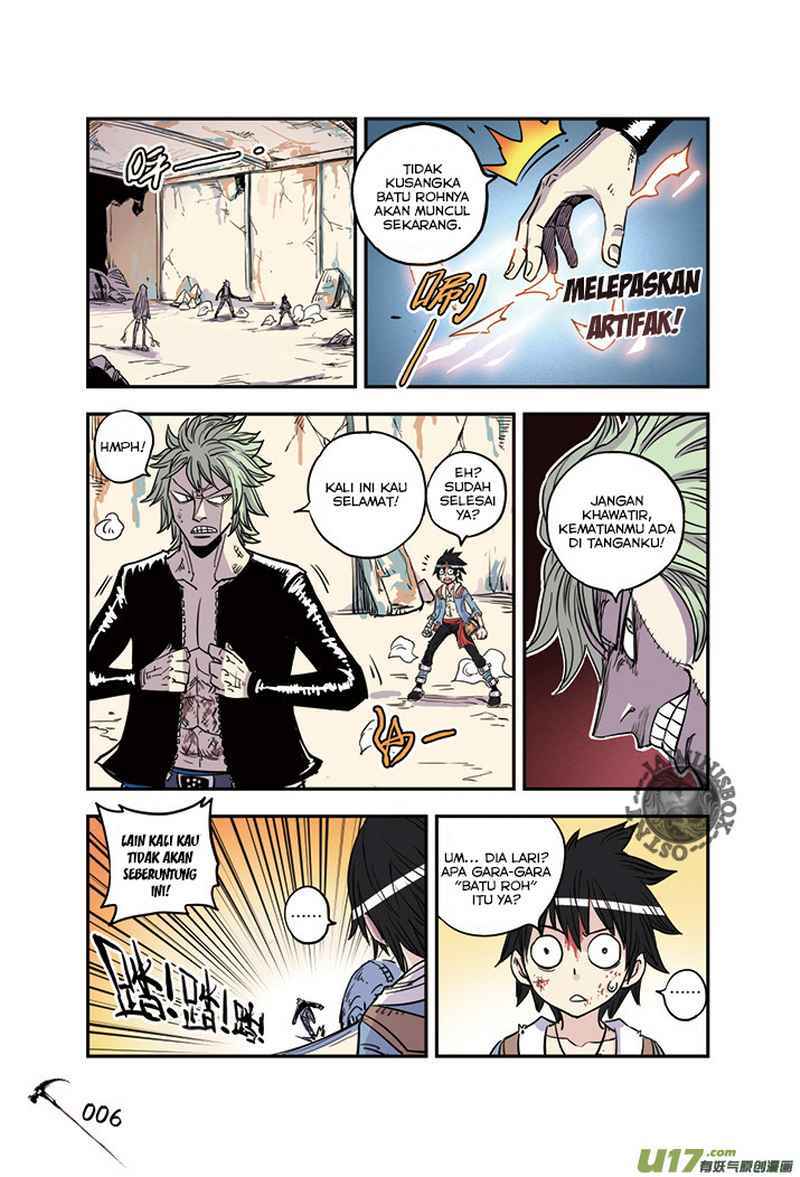 呼
TIDAK
KUSANGKA
BATU ROHNYA
AKAN MUNCUL
SEKARANG.
MELEPASKAN
ARTIFAK!
HMPH!
KALI INI KAU
SELAMAT!
EH?
SUDAH
SELESAI
YA?
JANGAN
KHAWATIR,
KEMATIANMU ADA
DI TANGANKU!
LAIN KALI KAU
TIDAK AKAN
SEBERUNTUNG
INI!
......
UM... DIA LARI?
APA GARA-GARA
"BATU ROH"
ITU YA?
......
006
U17.com
有妖气原创漫画